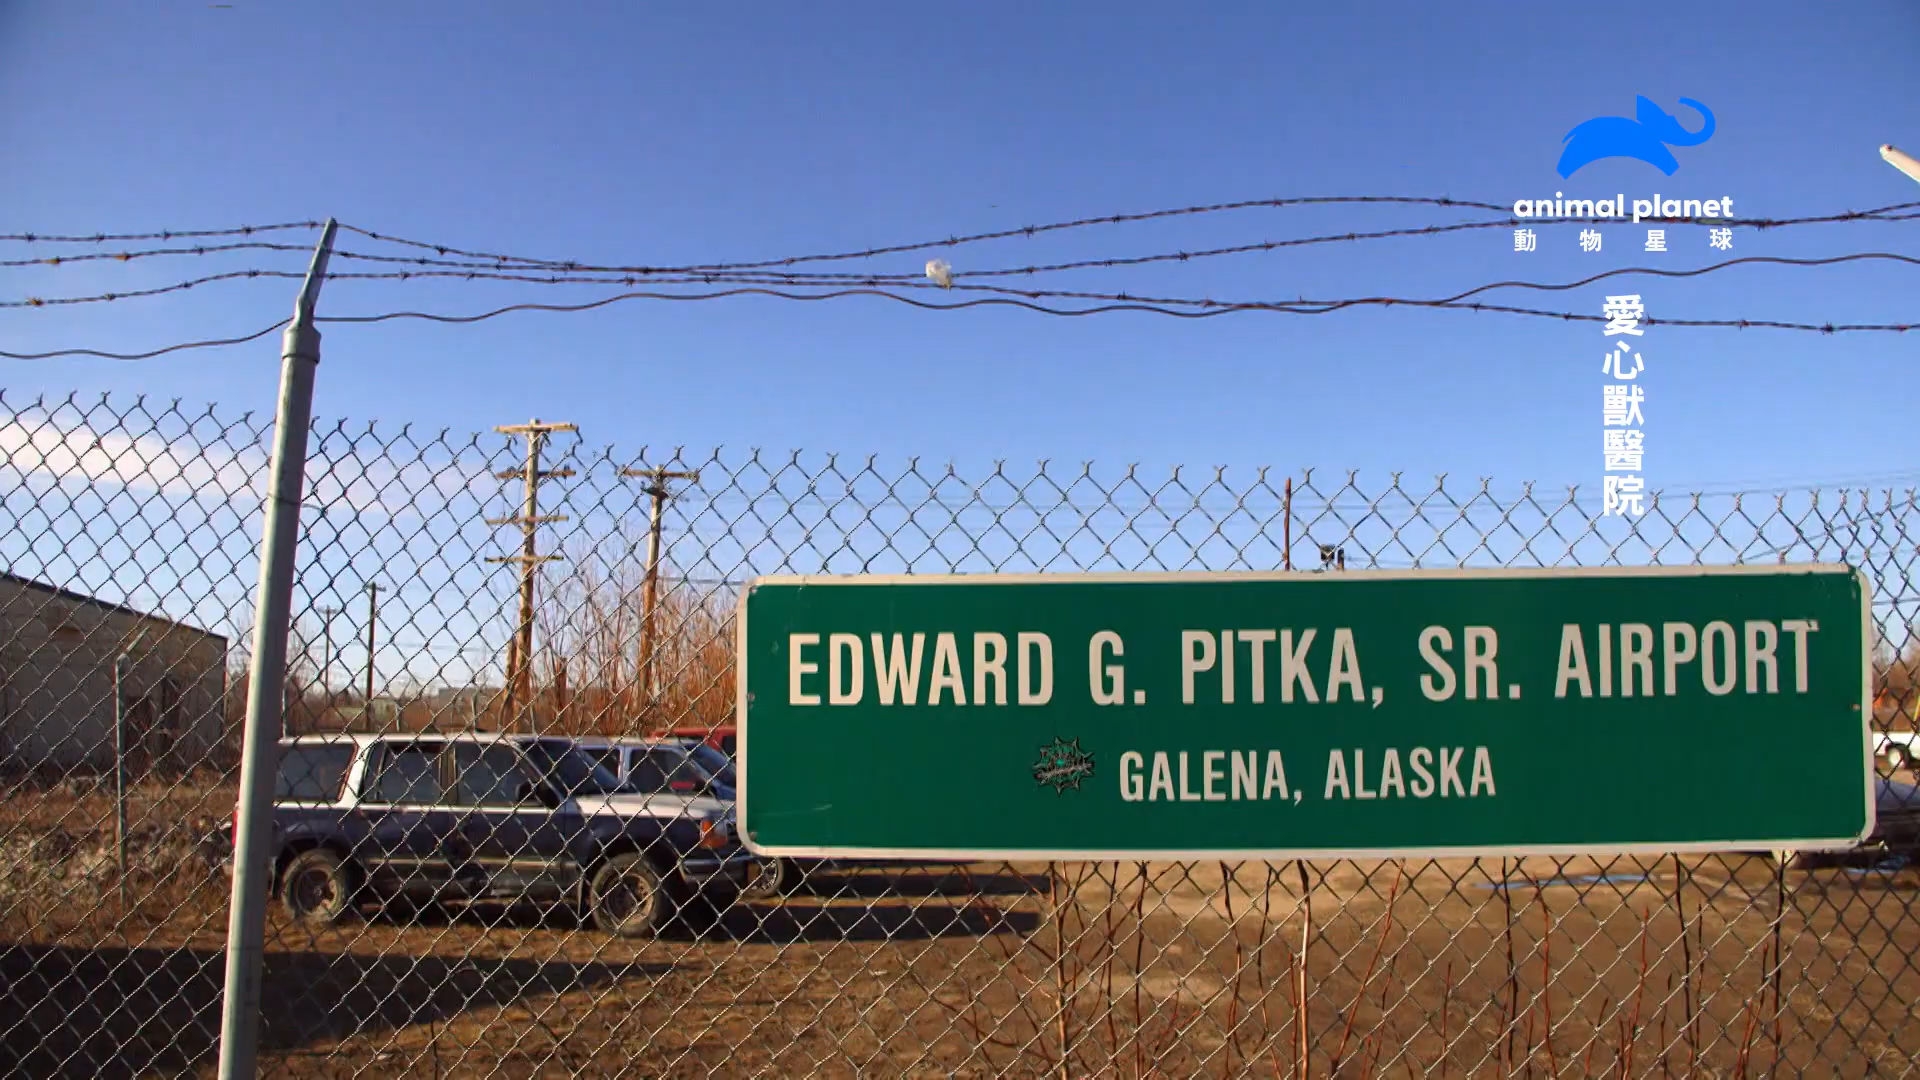 animal planet
動物星球
愛心獸醫院
EDWARD G. PITKA, SR. AIRPORT
GALENA, ALASKA